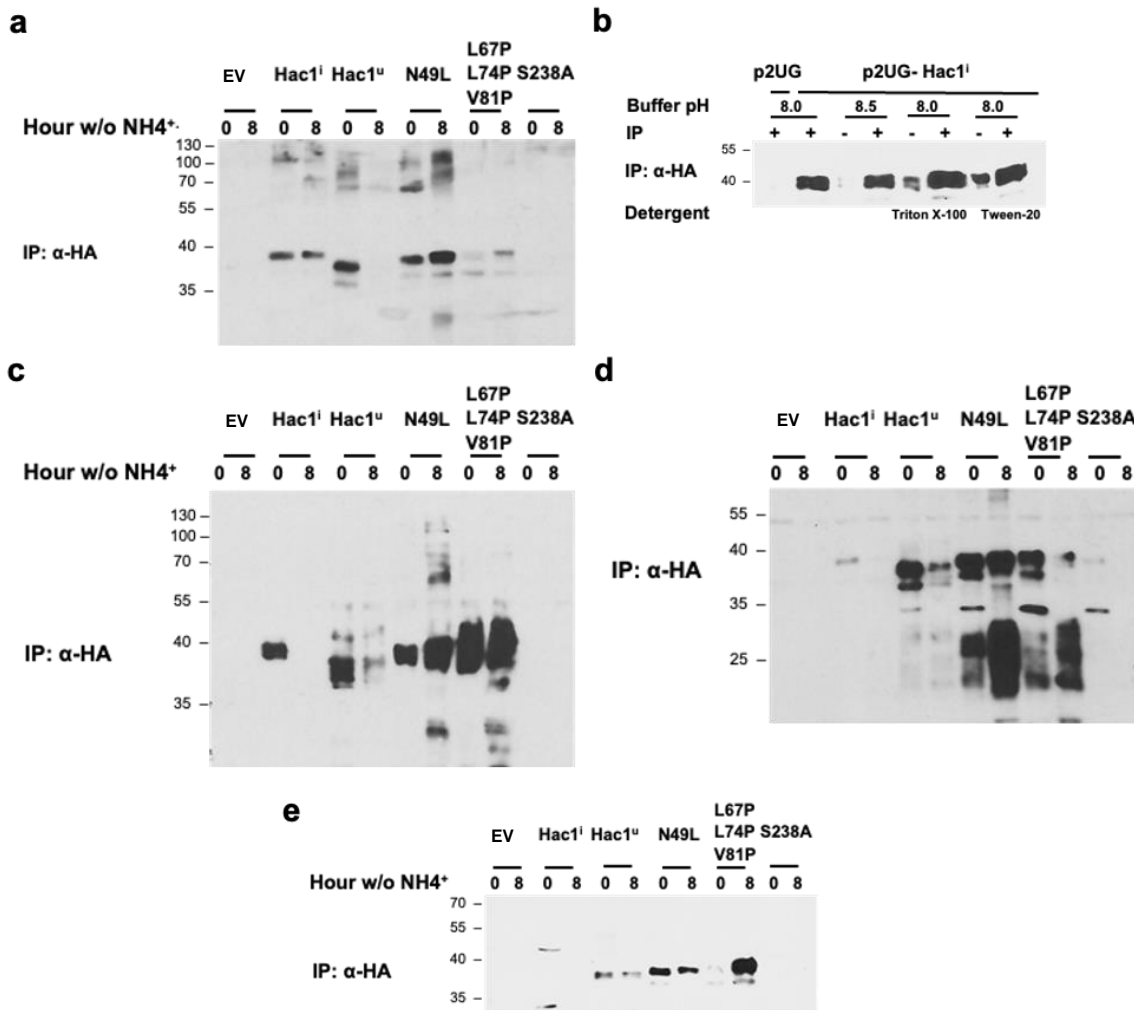 a
EV Hac1ⁱ Hac1ᵘ N49L L67P
L74P S238A
V81P
Hour w/o NH4⁺· 0 8 0 8 0 8 0 8 0 8 0 8
130 –
100 –
70 –
55 –
IP: α-HA 40 –
35 –
b
p2UG p2UG- Hac1ⁱ
Buffer pH 8.0 8.5 8.0 8.0
IP + + - + - + - +
55 –
IP: α-HA 40 –
Detergent Triton X-100 Tween-20
c
EV Hac1ⁱ Hac1ᵘ N49L L67P
L74P S238A
V81P
Hour w/o NH4⁺ 0 8 0 8 0 8 0 8 0 8 0 8
130 –
100 –
70 –
55 –
IP: α-HA 40 –
35 –
d
EV Hac1ⁱ Hac1ᵘ N49L L67P
L74P S238A
V81P
Hour w/o NH4⁺ 0 8 0 8 0 8 0 8 0 8 0 8
55 –
IP: α-HA 40 –
35 –
25 –
e
EV Hac1ⁱ Hac1ᵘ N49L L67P
L74P S238A
V81P
Hour w/o NH4⁺ 0 8 0 8 0 8 0 8 0 8 0 8
70 –
55 –
IP: α-HA 40 –
35 –